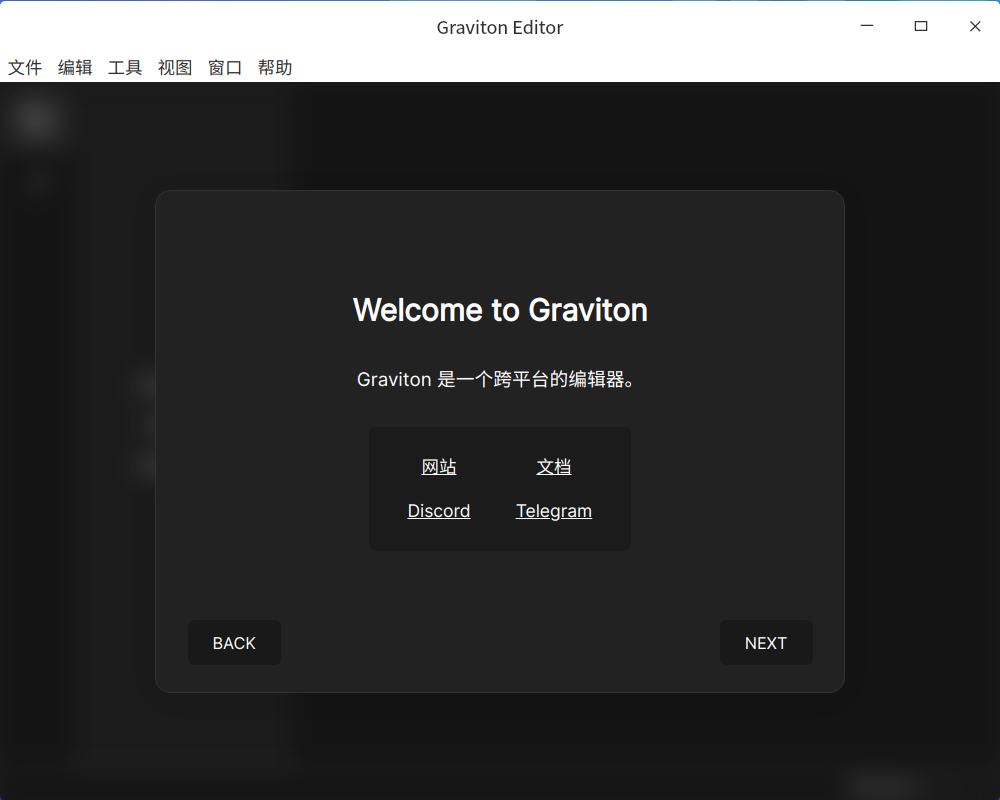 Graviton Editor
文件 编辑 工具 视图 窗口 帮助
Welcome to Graviton
Graviton 是一个跨平台的编辑器。
网站 文档
Discord Telegram
BACK NEXT